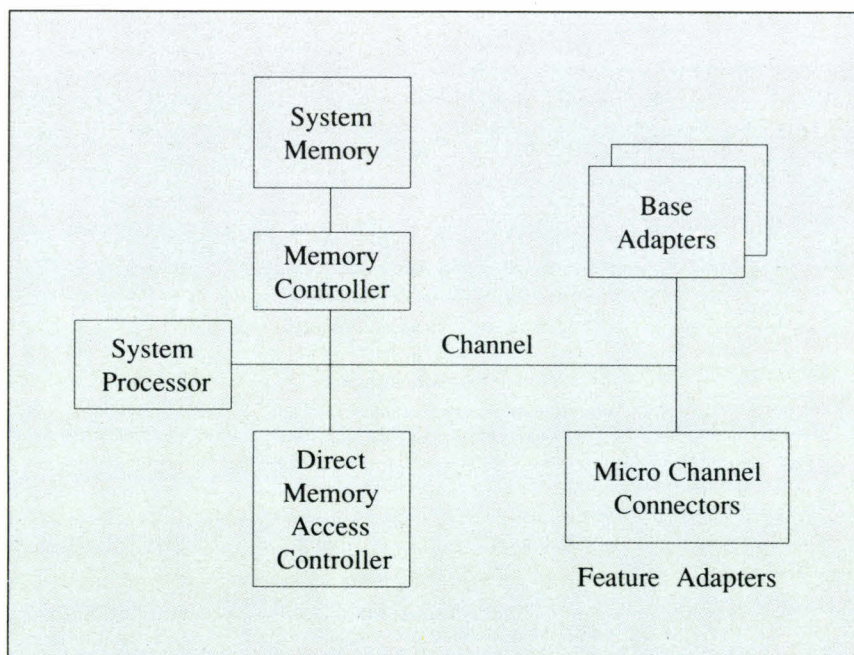 System
Memory
Base
Adapters
Memory
Controller
System
Processor
Channel
Direct
Memory
Access
Controller
Micro Channel
Connectors
Feature Adapters